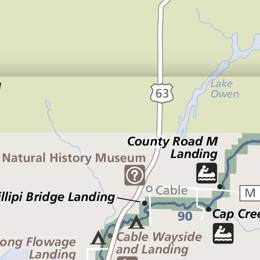 Lake
Owen
63
County Road M
Landing
Natural History Museum
Cable
M
illipi Bridge Landing
90
Cap Cree
ong Flowage
Landing
Cable Wayside
and Landing